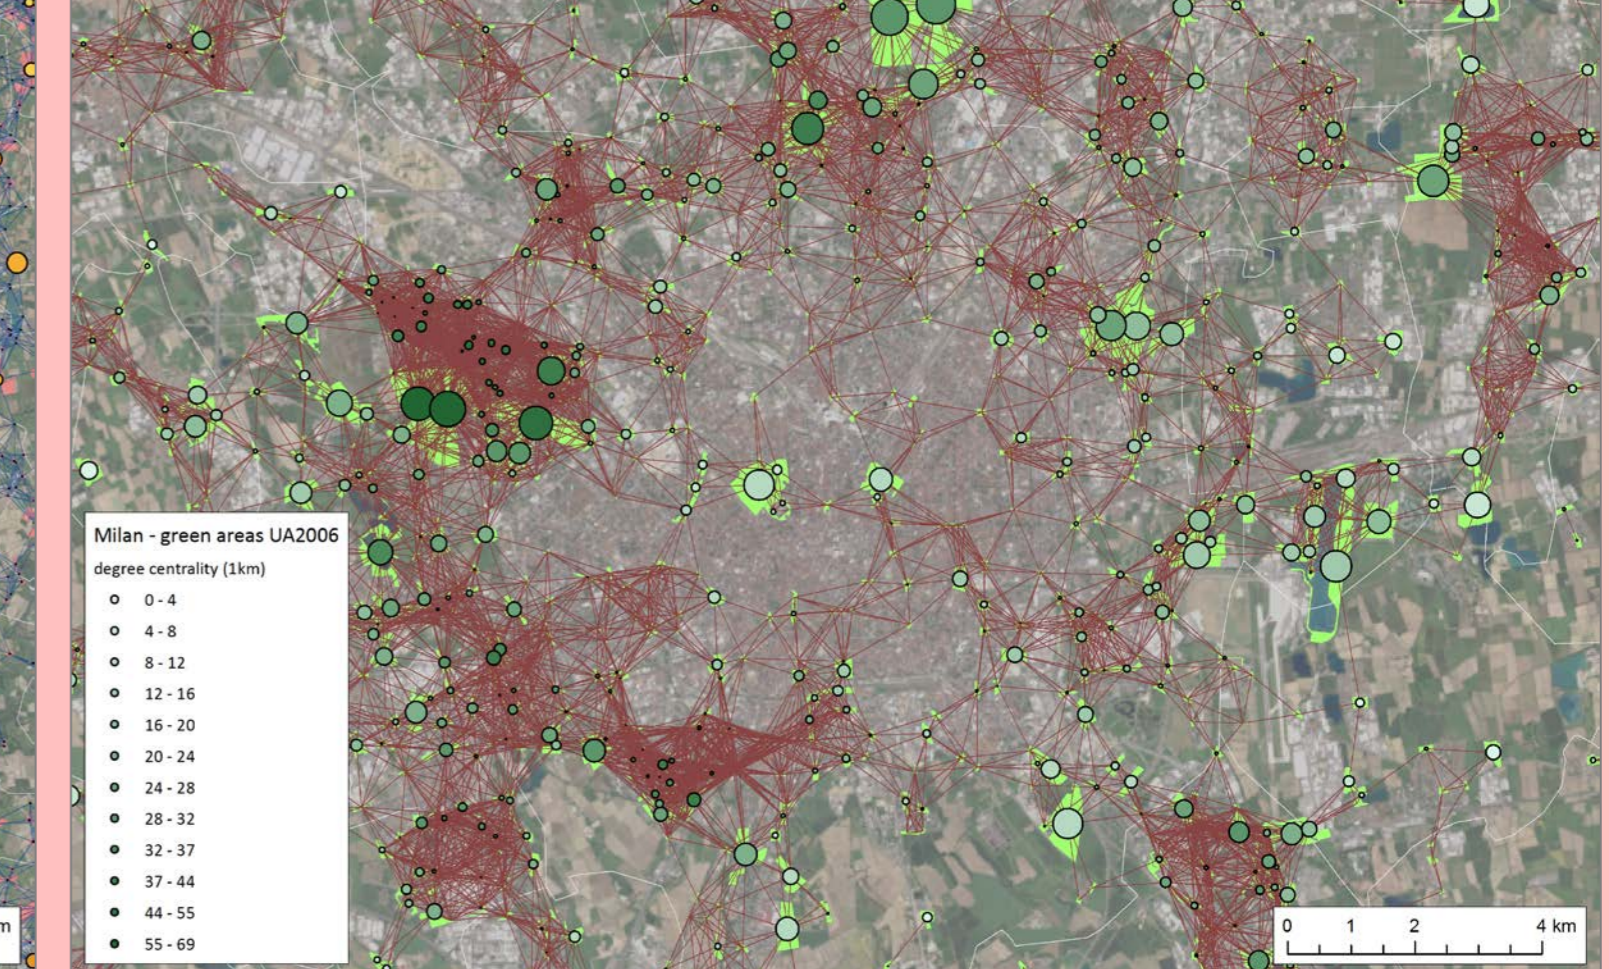 Milan - green areas UA2006
degree centrality (1km)
0 - 4
4 - 8
8 - 12
12 - 16
16 - 20
20 - 24
24 - 28
28 - 32
32 - 37
37 - 44
44 - 55
55 - 69
m
0 1 2 4 km